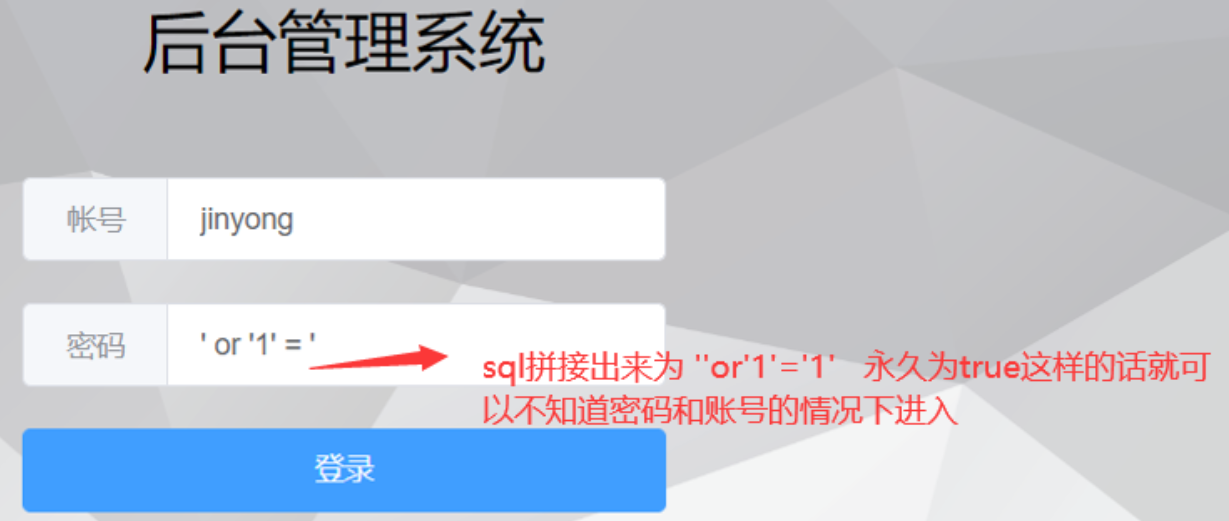 后台管理系统
帐号 jinyong
密码 ' or '1' = '
sql拼接出来为 ''or'1'='1' 永久为true这样的话就可
以不知道密码和账号的情况下进入
登录